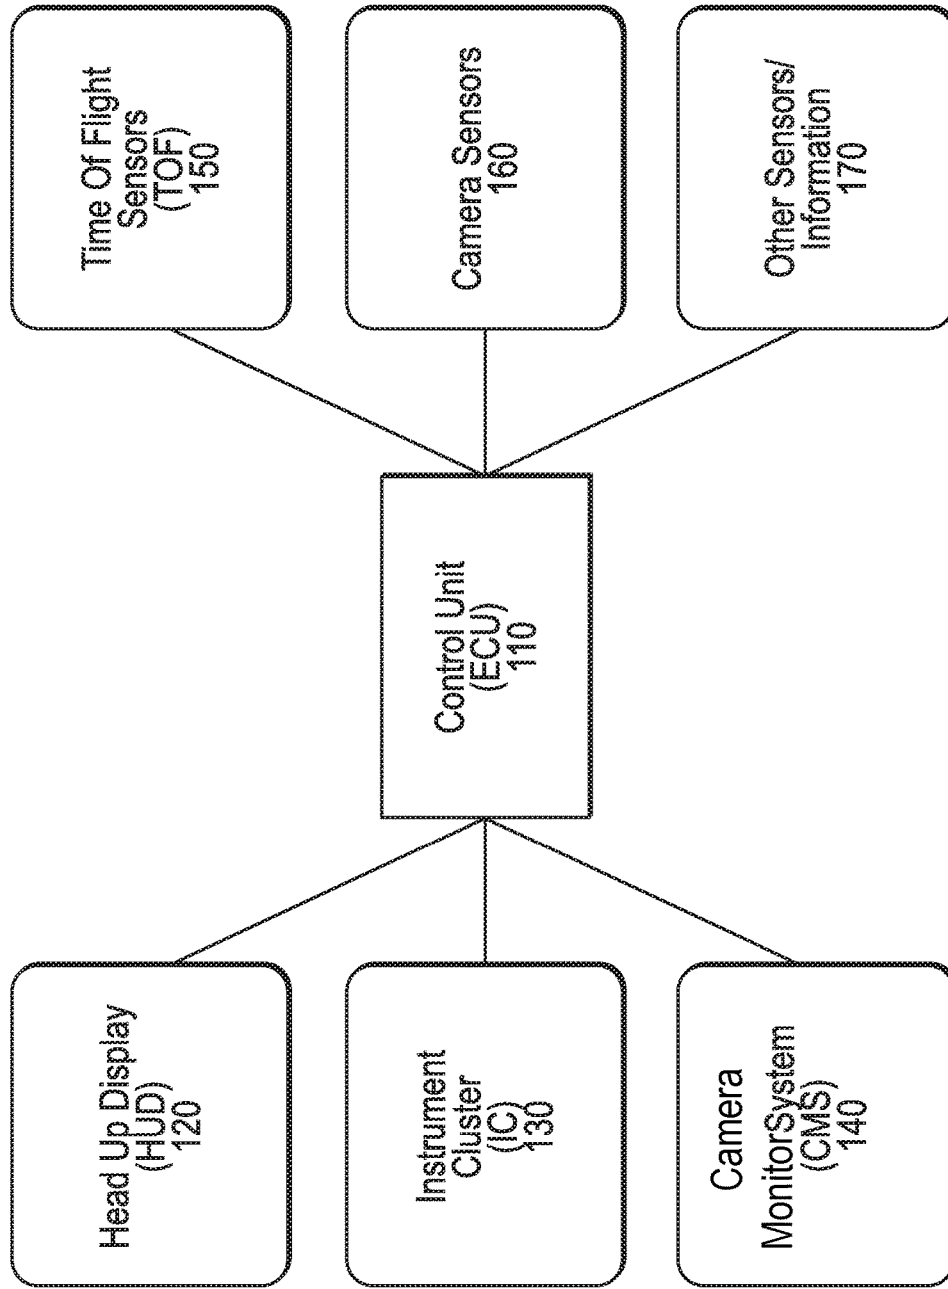 Head Up Display
(HUD)
120
Instrument
Cluster
(IC)
130
Camera
MonitorSystem
(CMS)
140
Control Unit
(ECU)
110
Time Of Flight
Sensors
(TOF)
150
Camera Sensors
160
Other Sensors/
Information
170